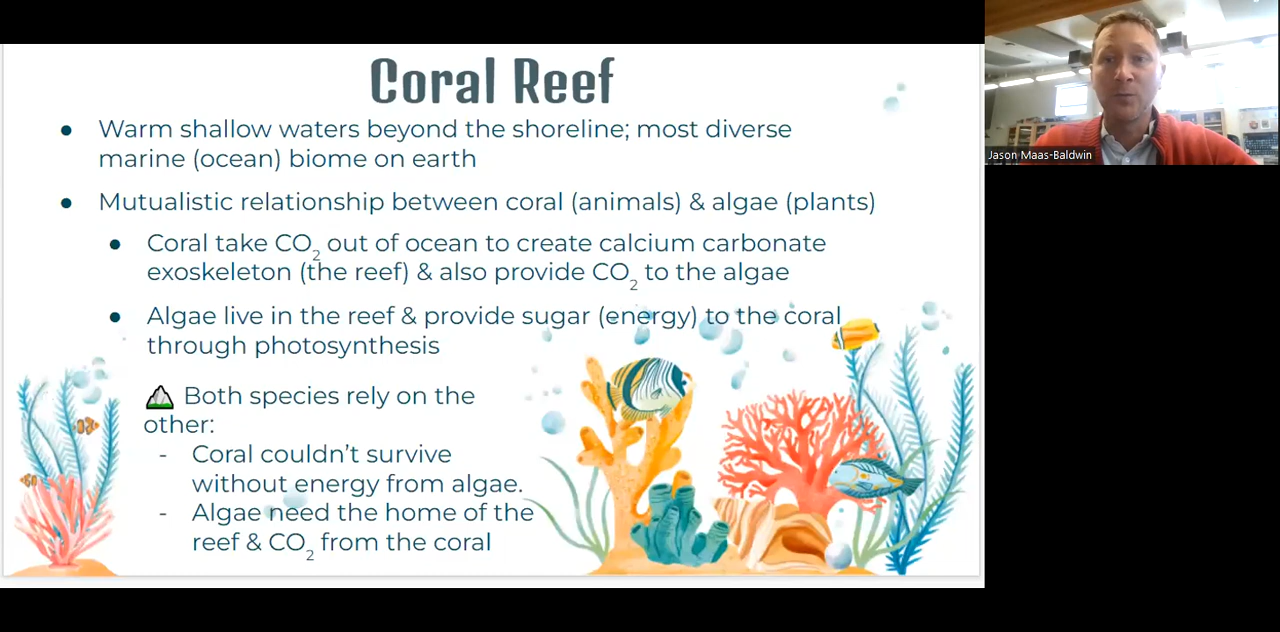 Coral Reef
● Warm shallow waters beyond the shoreline; most diverse
marine (ocean) biome on earth
● Mutualistic relationship between coral (animals) & algae (plants)
● Coral take CO2 out of ocean to create calcium carbonate
exoskeleton (the reef) & also provide CO2 to the algae
● Algae live in the reef & provide sugar (energy) to the coral
through photosynthesis
Both species rely on the
other:
- Coral couldn't survive
without energy from algae.
- Algae need the home of the
reef & CO2 from the coral
Jason Maas-Baldwin